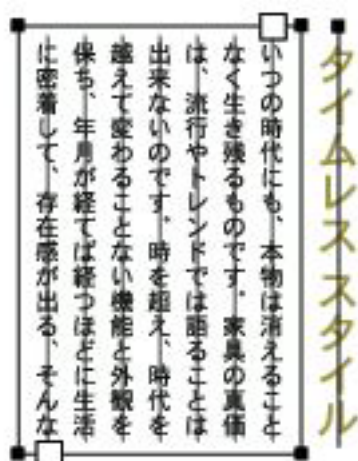 タイムレス スタイル
いつの時代にも、本物は消えること
なく生き残るものです。家具の真価
は、流行やトレンドでは語ることは
出来ないのです。時を超え、時代を
越えて変わることない機能と外観を
保ち、年月が経てば経つほどに生活
に密着して、存在感が出る、そんな